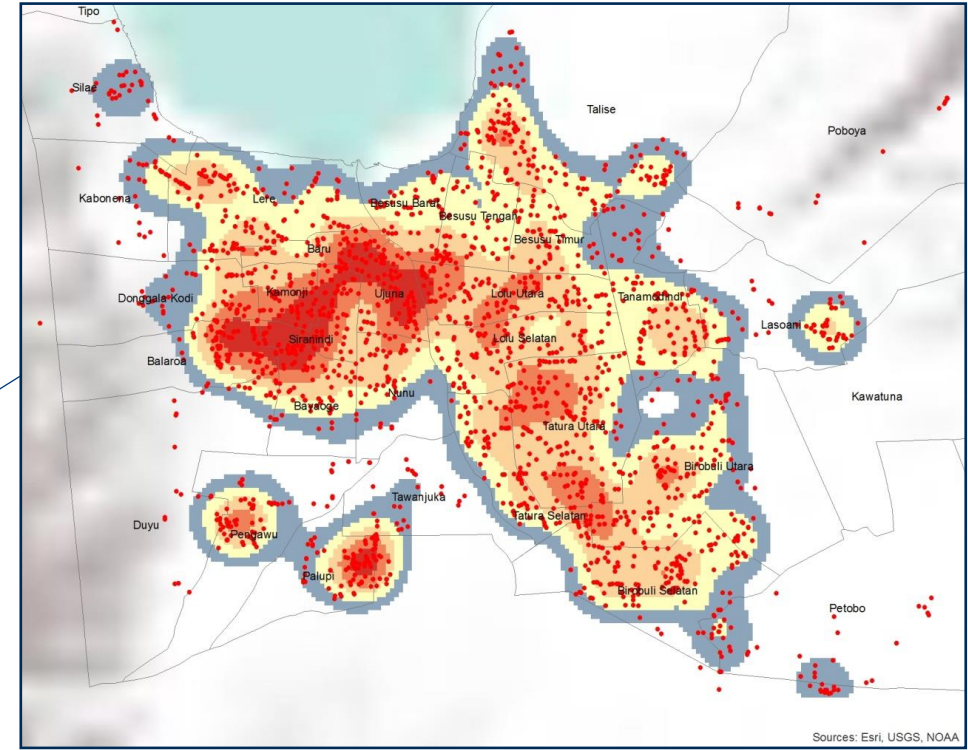 Tipo
Silae
Talise
Poboya
Kabonena
Lere
Besusu Barat
Besusu Tengah
Besusu Timur
Baru
Donggala Kodi
Kamonji
Ujuna
Lolu Utara
Tanamodindi
Lasoani
Siranindi
Lolu Selatan
Balaroa
Nunu
Kawatuna
Bayaoge
Tatura Utara
Birobuli Utara
Tawanjuka
Tatura Selatan
Duyu
Pengawu
Palupi
Birobuli Selatan
Petobo
Sources: Esri, USGS, NOAA